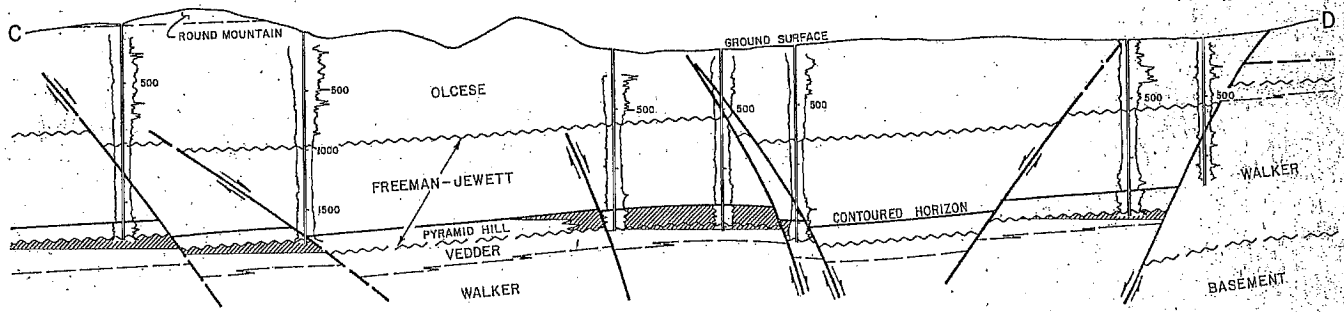 C
D
ROUND MOUNTAIN
GROUND SURFACE
500
500
OLCESE
500
500
500
500
500
1000
FREEMAN-JEWETT
WALKER
1500
CONTOURED HORIZON
PYRAMID HILL
VEDDER
WALKER
BASEMENT